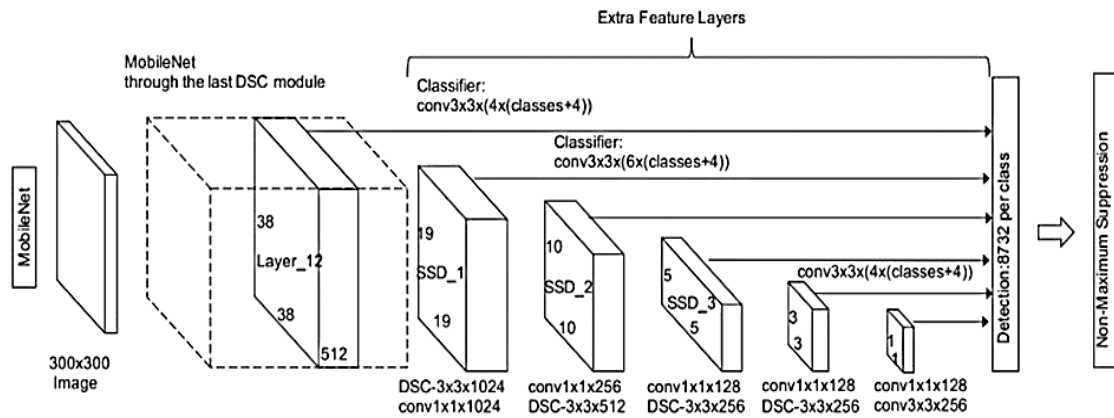 Extra Feature Layers
MobileNet
through the last DSC module
Classifier:
conv3x3x(4x(classes+4))
Classifier:
conv3x3x(6x(classes+4))
MobileNet
300x300
Image
38
Layer_12
38
512
19
SSD_1
19
DSC-3x3x1024
conv1x1x1024
10
SSD_2
10
conv1x1x256
DSC-3x3x512
5
SSD_3
5
conv1x1x128
DSC-3x3x256
conv3x3x(4x(classes+4))
3
3
conv1x1x128
DSC-3x3x256
1
1
conv1x1x128
conv3x3x256
Detection:8732 per class
Non-Maximum Suppression